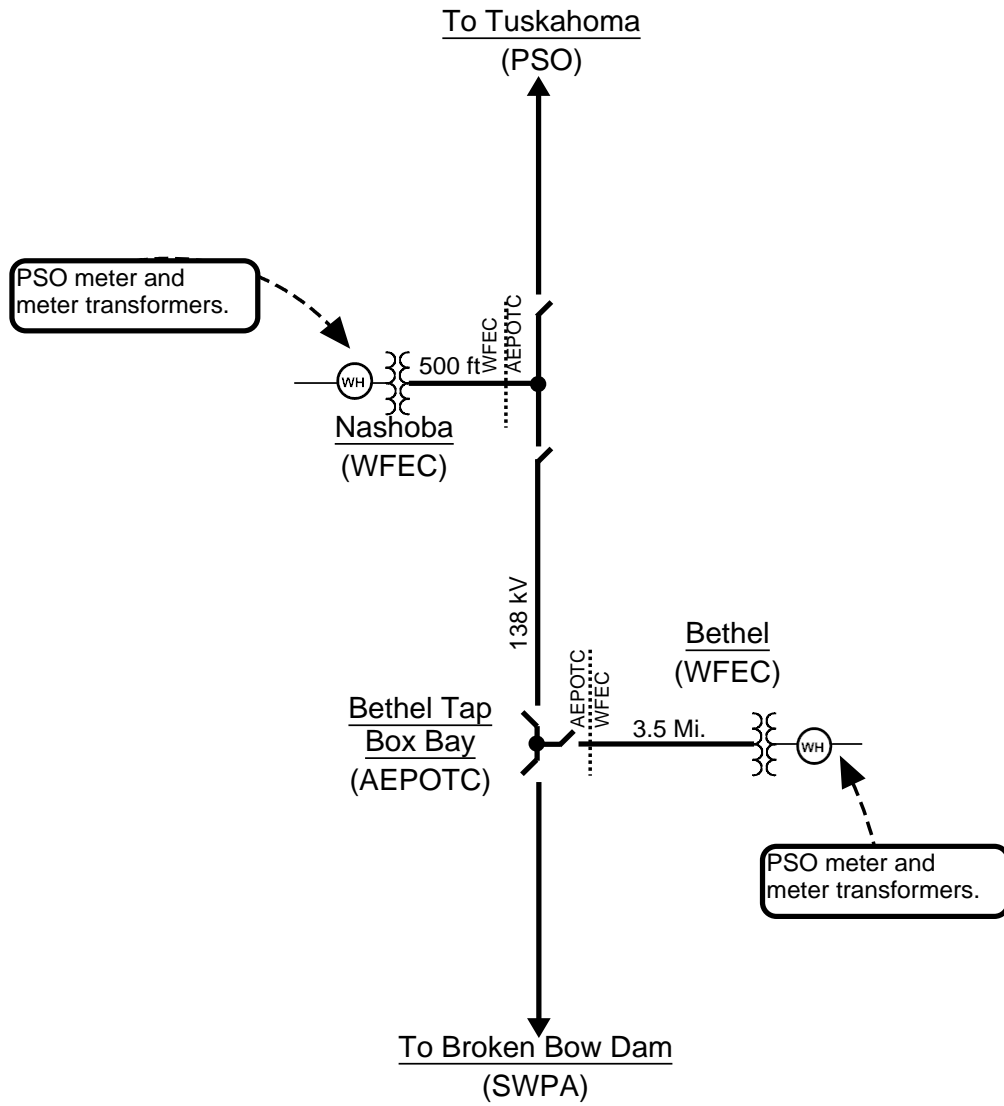 To Tuskahoma
(PSO)
PSO meter and
meter transformers.
WFEC
AEPOTC
500 ft
WH
Nashoba
(WFEC)
138 kV
Bethel
(WFEC)
AEPOTC
WFEC
Bethel Tap
Box Bay
(AEPOTC)
3.5 Mi.
WH
PSO meter and
meter transformers.
To Broken Bow Dam
(SWPA)